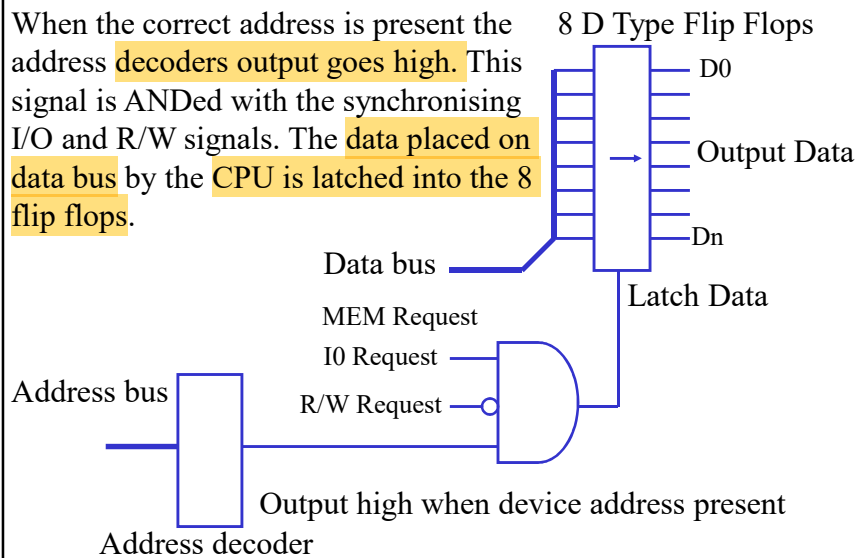 When the correct address is present the
address decoders output goes high. This
signal is ANDed with the synchronising
I/O and R/W signals. The data placed on
data bus by the CPU is latched into the 8
flip flops.
8 D Type Flip Flops
D0
Output Data
Dn
Data bus
Latch Data
MEM Request
I0 Request
R/W Request
Address bus
Output high when device address present
Address decoder